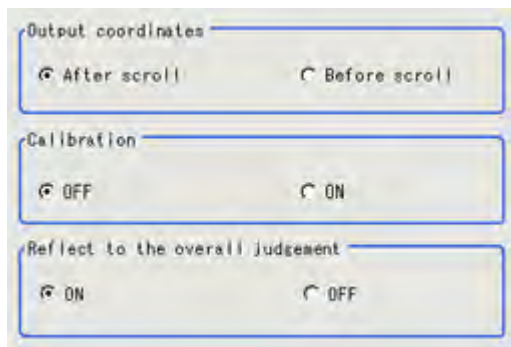 Output coordinates
After scroll Before scroll
Calibration
OFF ON
Reflect to the overall judgement
ON OFF